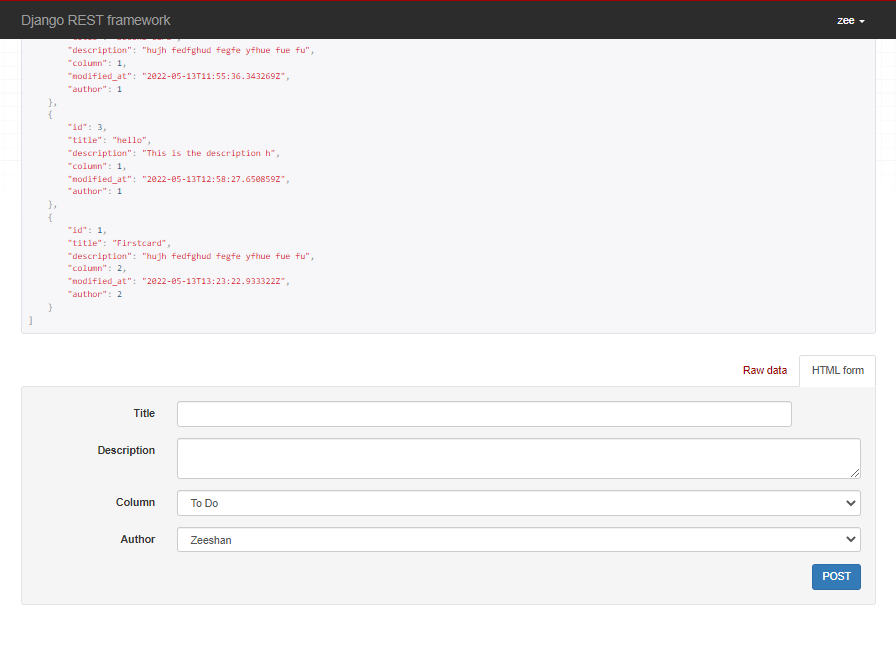 Django REST framework
zee
"description": "hujh fedfghud fegfe yfhue fue fu",
"column": 1,
"modified_at": "2022-05-13T11:55:36.343269Z",
"author": 1
},
{
"id": 3,
"title": "hello",
"description": "This is the description h",
"column": 1,
"modified_at": "2022-05-13T12:58:27.650859Z",
"author": 1
},
{
"id": 1,
"title": "Firstcard",
"description": "hujh fedfghud fegfe yfhue fue fu",
"column": 2,
"modified_at": "2022-05-13T13:23:22.933322Z",
"author": 2
}
]
Raw data
HTML form
Title
Description
Column
To Do
Author
Zeeshan
POST